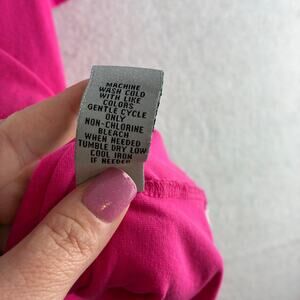 MACHINE
WASH COLD
WITH LIKE
COLORS
GENTLE CYCLE
ONLY
NON-CHLORINE
BLEACH
WHEN NEEDED
TUMBLE DRY LOW
COOL IRON
IF NEEDED